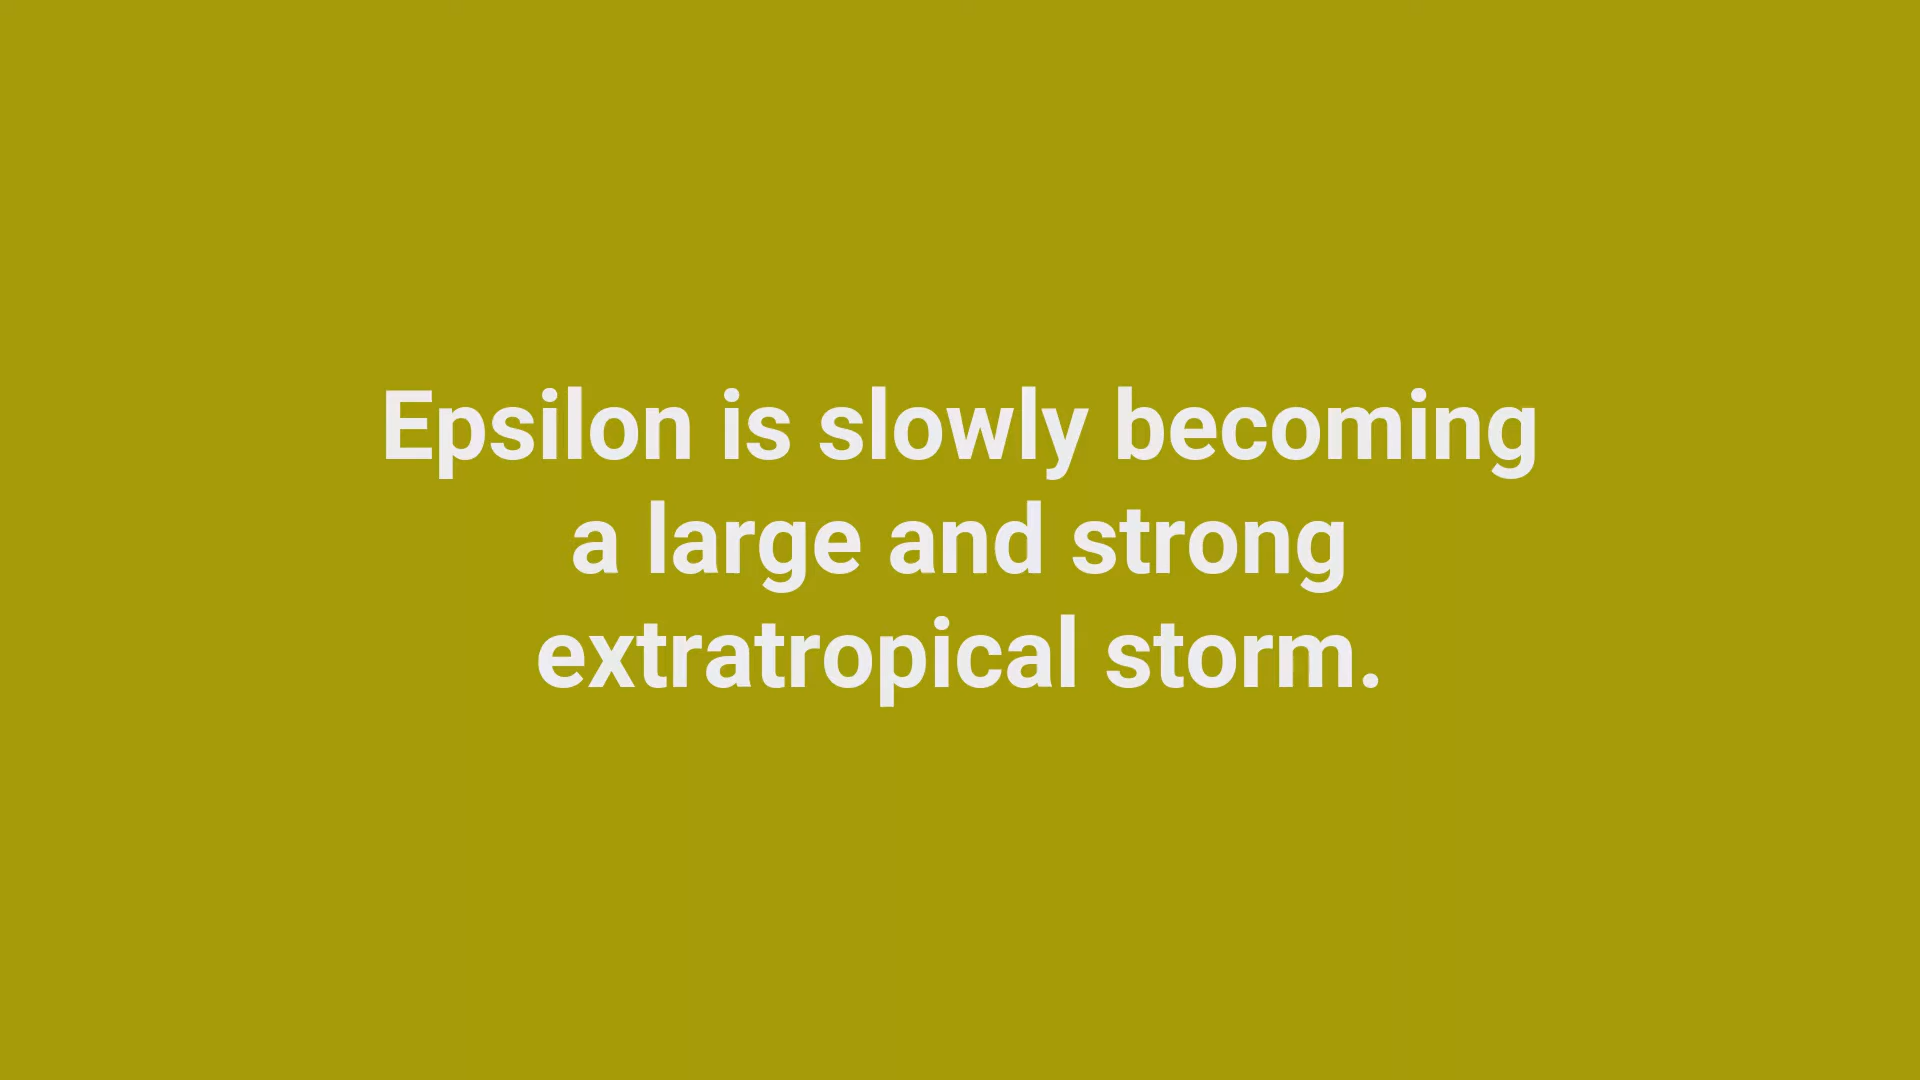 Epsilon is slowly becoming
a large and strong
extratropical storm.